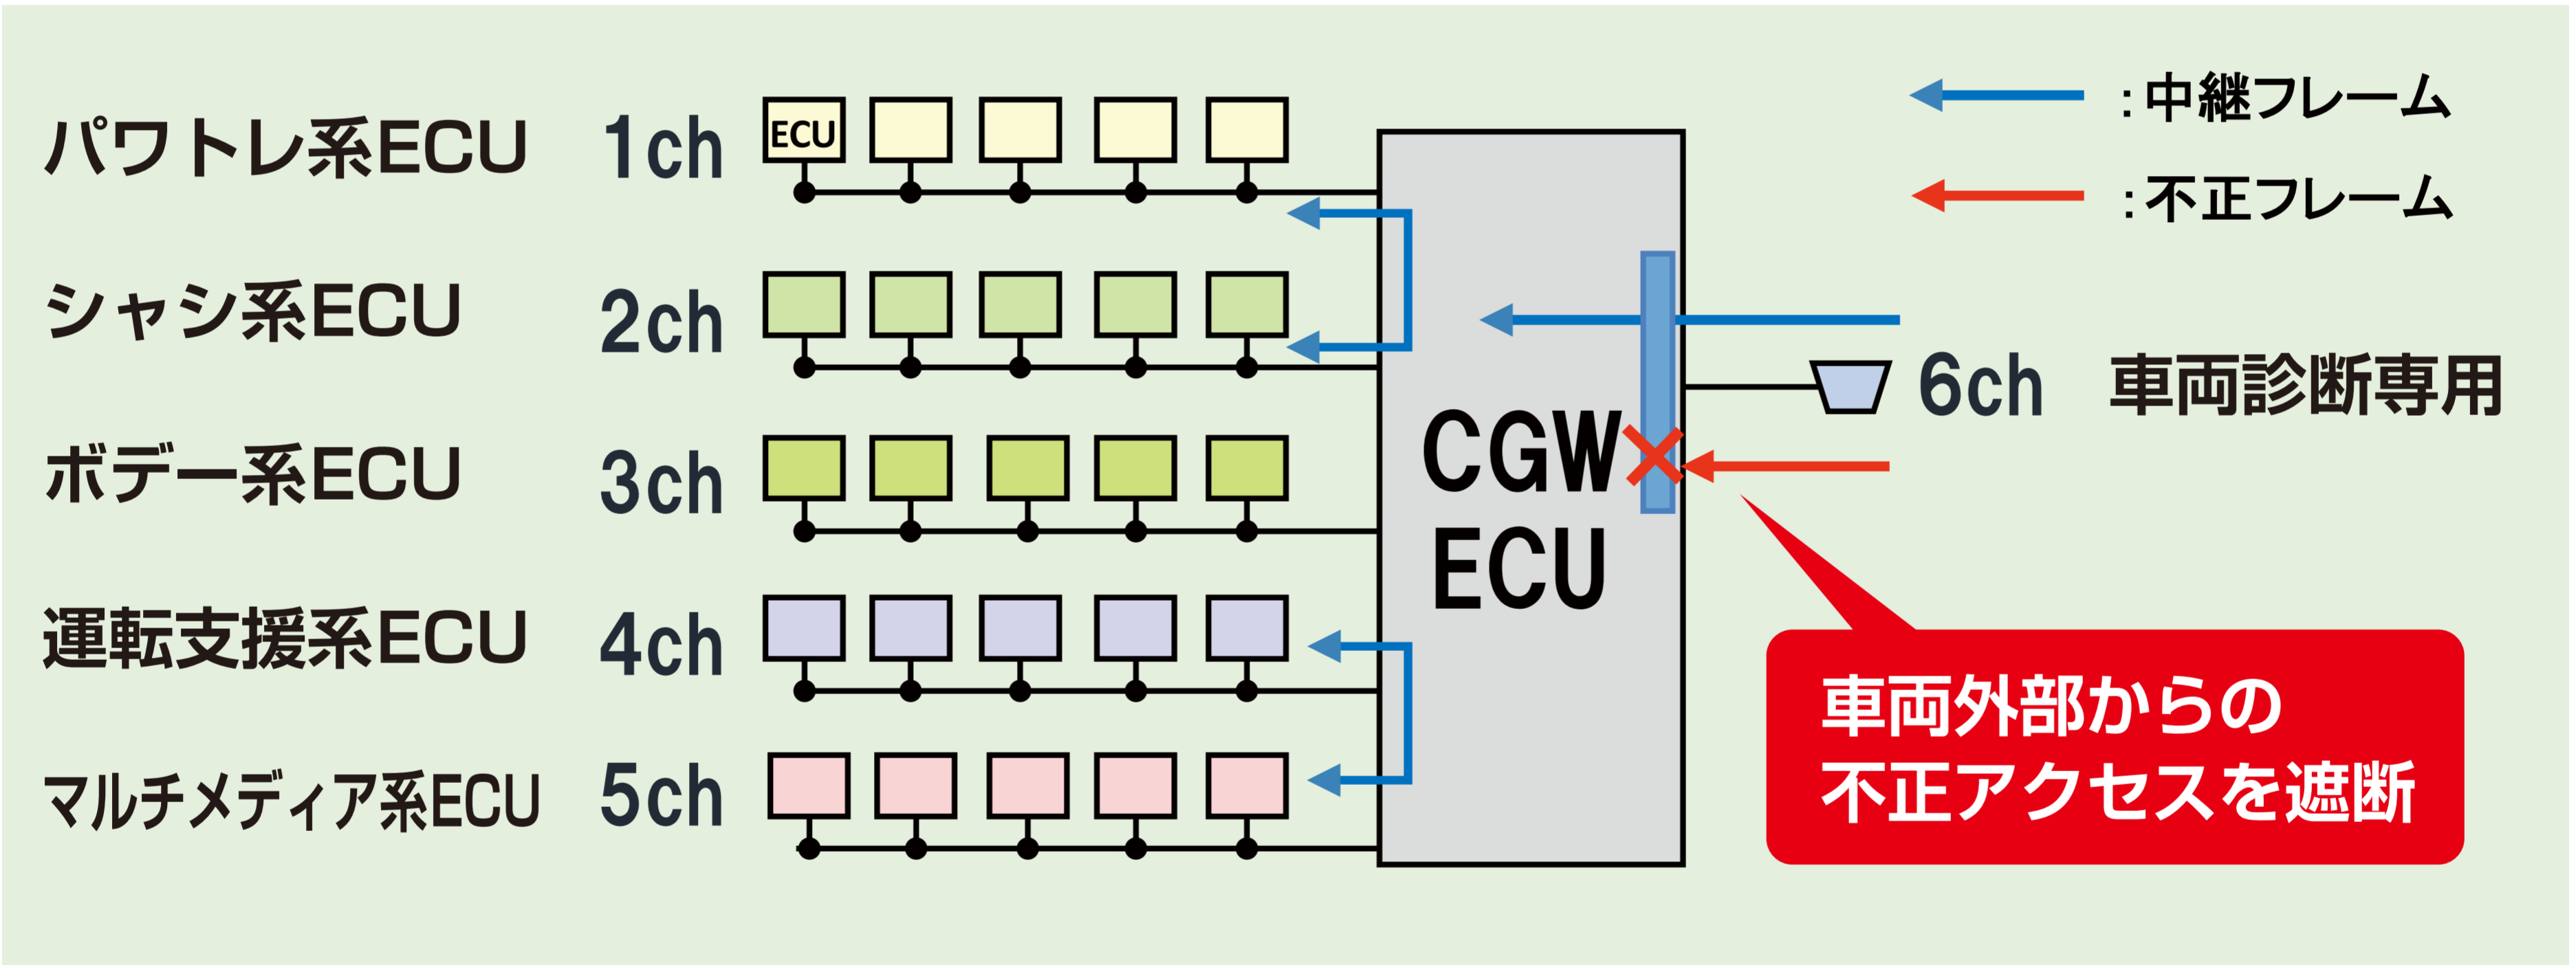 パワトレ系ECU 1ch ECU
シャシ系ECU 2ch
ボデー系ECU 3ch
運転支援系ECU 4ch
マルチメディア系ECU 5ch
CGW
ECU
:中継フレーム
:不正フレーム
6ch 車両診断専用
車両外部からの
不正アクセスを遮断